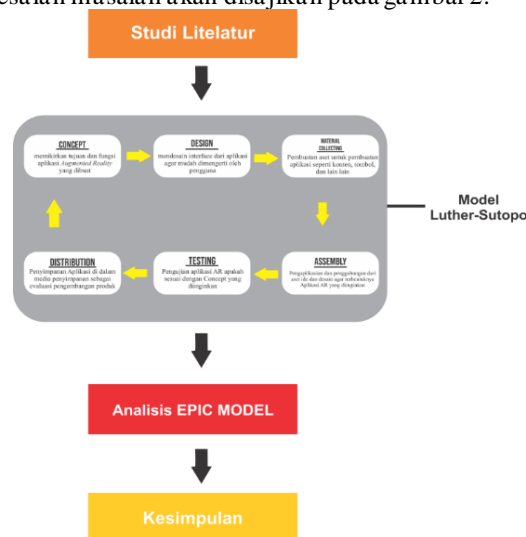 esaian masalah akan disajikan pada gambar 2.
Studi Litelatur
CONCEPT
memikirkan tujuan dan fungsi
aplikasi Augmented Reality
yang dibuat
DESIGN
mendesain interface dari aplikasi
agar mudah dimengerti oleh
pengguna
MATERIAL
COLLECTING
Pembuatan aset untuk pembuatan
aplikasi seperti konten, tombol,
dan lain lain
Model
Luther-Sutopo
DISTRIBUTION
Penyimpanan Aplikasi di dalam
media penyimpanan sebagai
evaluasi pengembangan produk
TESTING
Pengujian aplikasi AR apakah
sesuai dengan Concept yang
diinginkan
ASSEMBLY
Pengaplikasian dan penggabungan dari
aset ide dan desain agar terbentuknya
Aplikasi AR yang diinginkan
Analisis EPIC MODEL
Kesimpulan